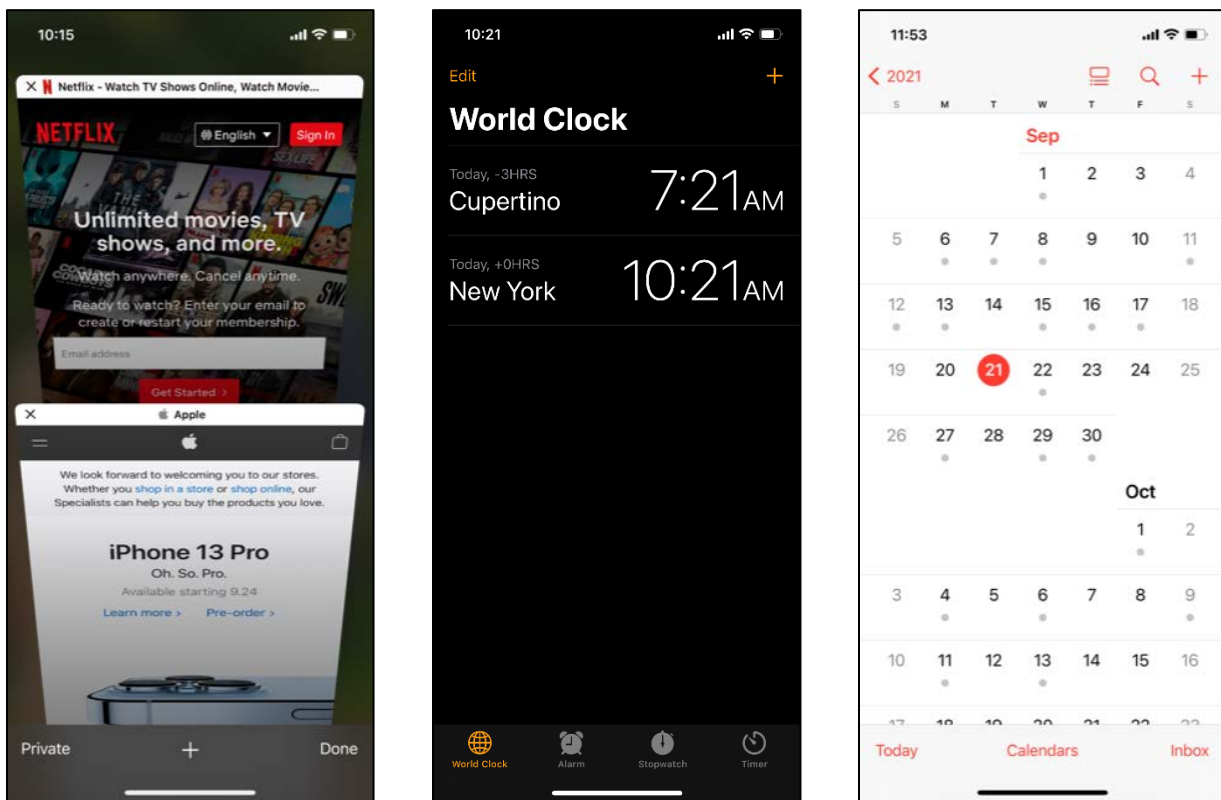 10:15
X Netflix - Watch TV Shows Online, Watch Movie...
NETFLIX
English
Sign In
Unlimited movies, TV
shows, and more.
Watch anywhere. Cancel anytime.
Ready to watch? Enter your email to
create or restart your membership.
Email address
Get Started >
X Apple
We look forward to welcoming you to our stores.
Whether you shop in a store or shop online, our
Specialists can help you buy the products you love.
iPhone 13 Pro
Oh. So. Pro.
Available starting 9.24
Learn more > Pre-order >
Private + Done
10:21
Edit +
World Clock
Today, -3HRS
Cupertino 7:21AM
Today, +0HRS
New York 10:21AM
World Clock Alarm Stopwatch Timer
11:53
< 2021 +
S M T W T F S
Sep
1 2 3 4
5 6 7 8 9 10 11
12 13 14 15 16 17 18
19 20 21 22 23 24 25
26 27 28 29 30
Oct
1 2
3 4 5 6 7 8 9
10 11 12 13 14 15 16
17 18 19 20 21 22 23
Today Calendars Inbox